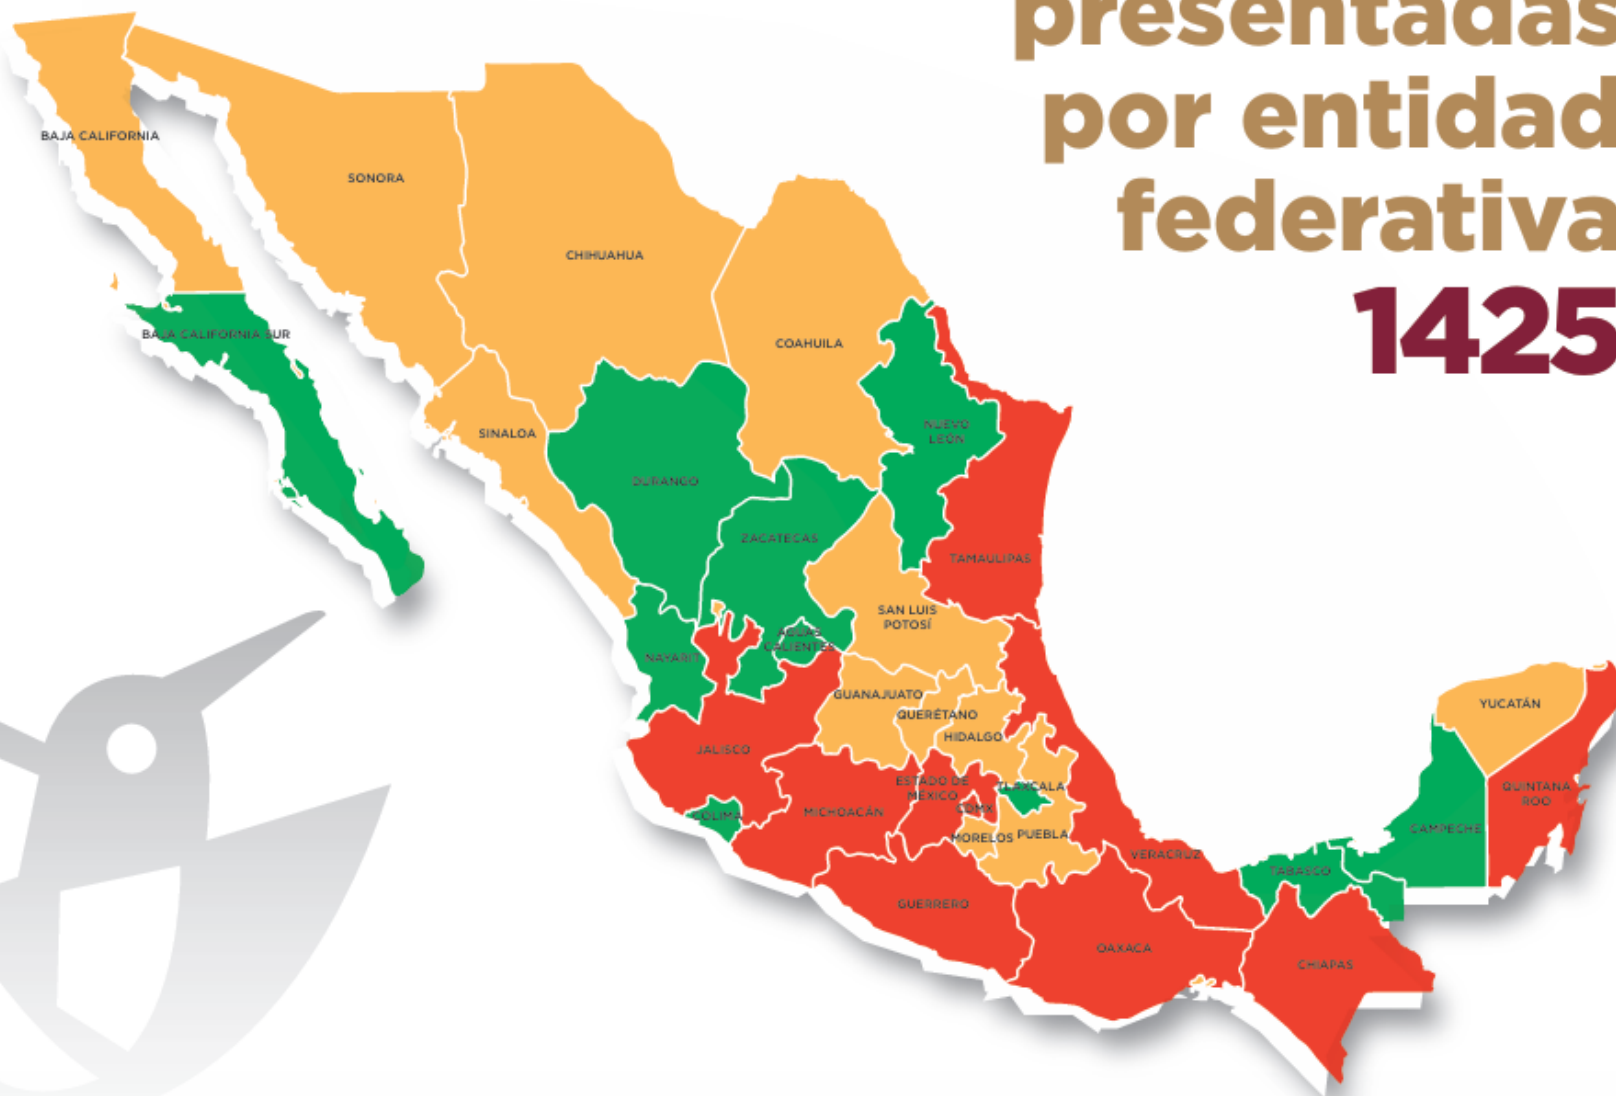 presentadas
por entidad
federativa
1425
BAJA CALIFORNIA
SONORA
CHIHUAHUA
BAJA CALIFORNIA SUR
COAHUILA
SINALOA
NUEVO
LEÓN
DURANGO
ZACATECAS
TAMAULIPAS
SAN LUIS
POTOSÍ
AGUAS
CALIENTES
NAYARIT
GUANAJUATO
QUERÉTANO
HIDALGO
YUCATÁN
JALISCO
ESTADO DE
MÉXICO
TLAXCALA
QUINTANA
ROO
COLIMA
MICHOACÁN
CDMX
MORELOS
PUEBLA
CAMPECHE
VERACRUZ
TABASCO
GUERRERO
OAXACA
CHIAPAS